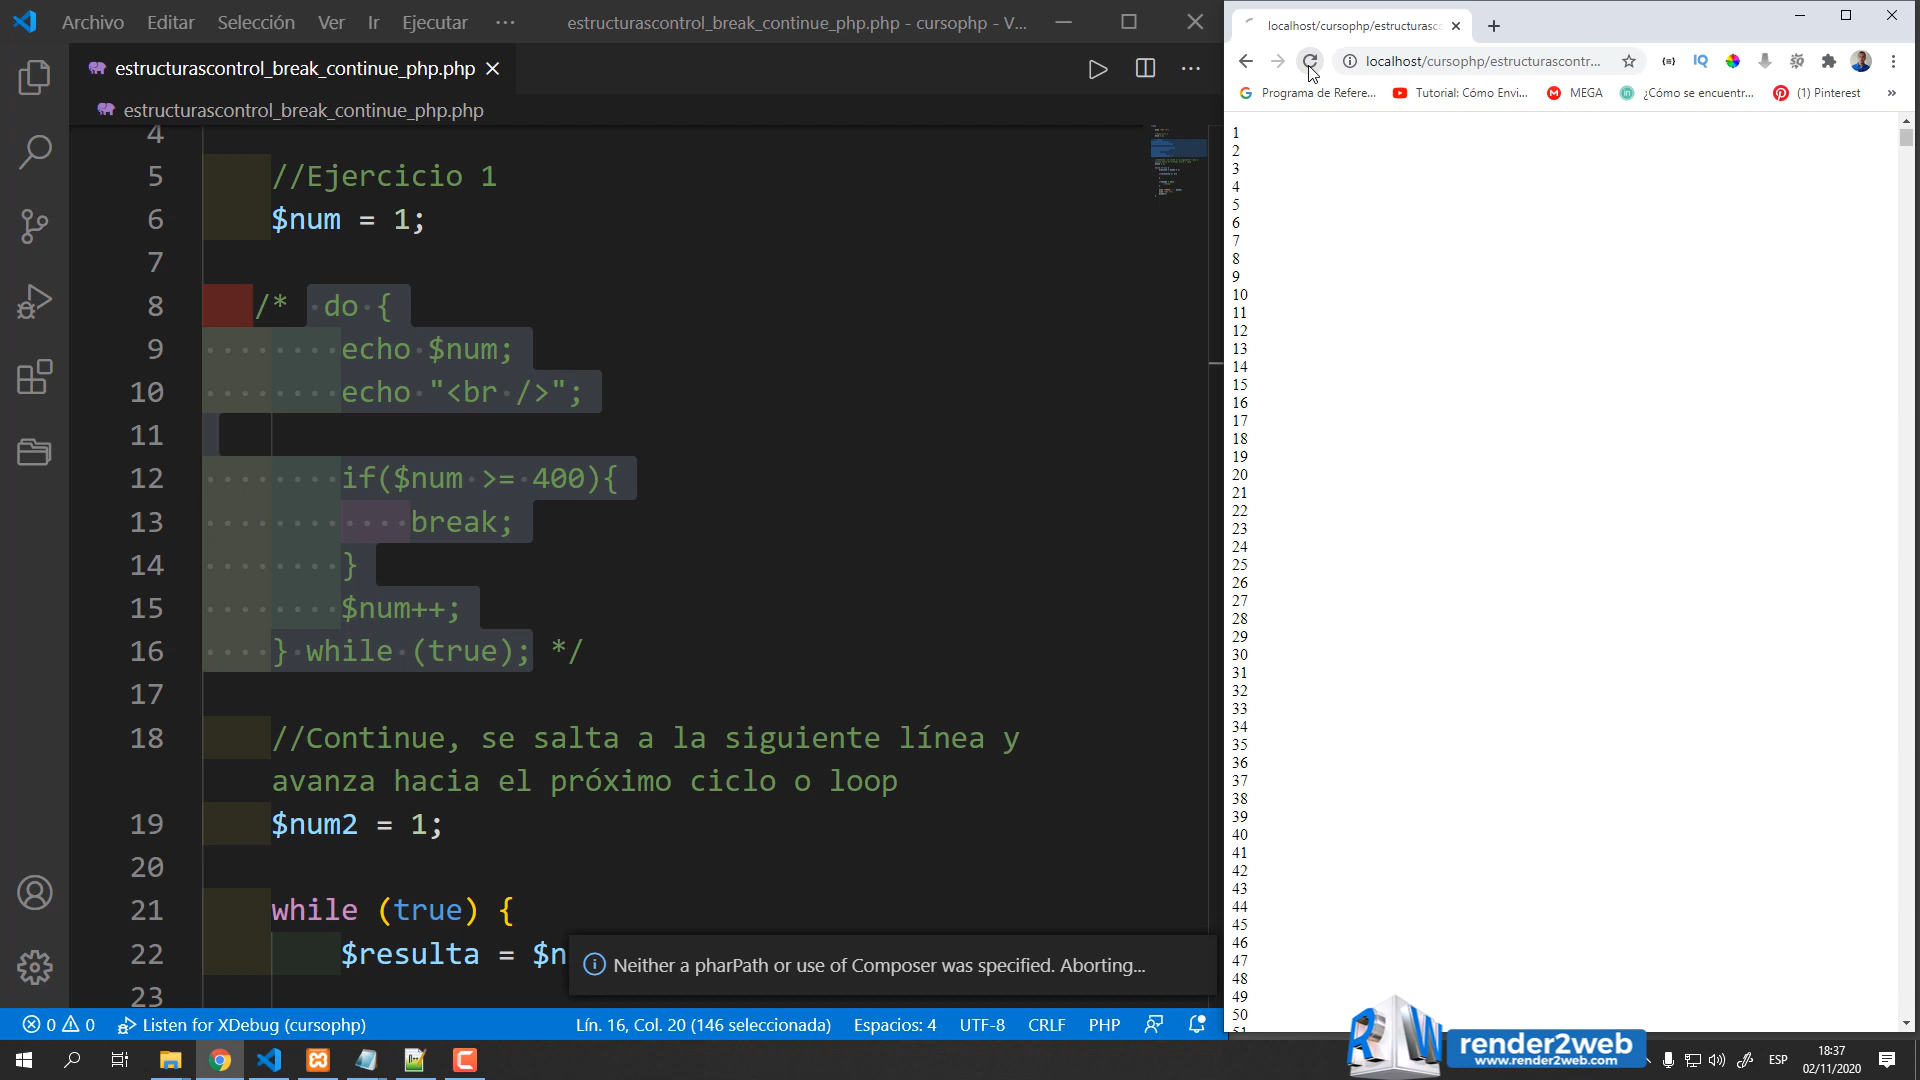 Archivo Editar Selección Ver Ir Ejecutar ··· estructurascontrol_break_continue_php.php - cursophp - V...
estructurascontrol_break_continue_php.php
estructurascontrol_break_continue_php.php
4
5 //Ejercicio 1
6 $num = 1;
7
8 /* do {
9 echo $num;
10 echo "<br />";
11
12 if($num >= 400){
13 break;
14 }
15 $num++;
16 } while (true); */
17
18 //Continue, se salta a la siguiente línea y
avanza hacia el próximo ciclo o loop
19 $num2 = 1;
20
21 while (true) {
22 $resulta = $n
23
Neither a pharPath or use of Composer was specified. Aborting...
0 0 Listen for XDebug (cursophp) Lín. 16, Col. 20 (146 seleccionada) Espacios: 4 UTF-8 CRLF PHP
localhost/cursophp/estructurasc
localhost/cursophp/estructurascontr...
Programa de Refere... Tutorial: Cómo Envi... MEGA ¿Cómo se encuentr... (1) Pinterest »
1
2
3
4
5
6
7
8
9
10
11
12
13
14
15
16
17
18
19
20
21
22
23
24
25
26
27
28
29
30
31
32
33
34
35
36
37
38
39
40
41
42
43
44
45
46
47
48
49
50
51
RW render2web
www.render2web.com
ESP
18:37
02/11/2020